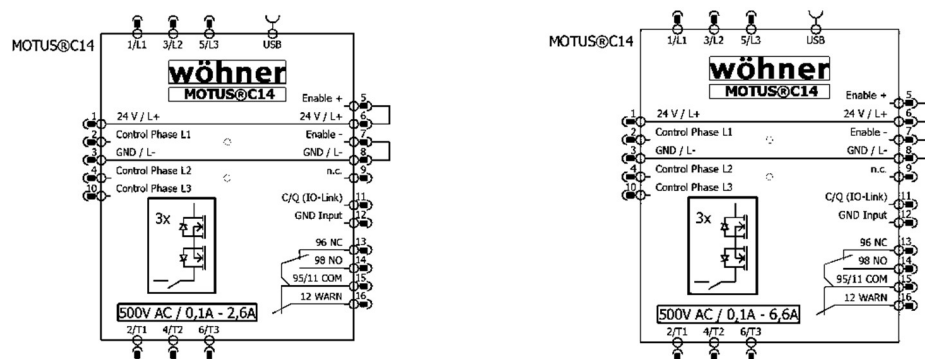 1/L1 3/L2 5/L3 USB
MOTUS®C14
wöhner
MOTUS®C14
Enable + 5
1 24 V / L+ 24 V / L+ 6
2 Control Phase L1 Enable - 7
3 GND / L- GND / L- 8
4 Control Phase L2 n.c. 9
10 Control Phase L3
C/Q (IO-Link) 11
GND Input 12
3x
96 NC 13
98 NO 14
95/11 COM 15
12 WARN 16
500V AC / 0,1A - 2,6A
2/T1 4/T2 6/T3
1/L1 3/L2 5/L3 USB
MOTUS®C14
wöhner
MOTUS®C14
Enable + 5
1 24 V / L+ 24 V / L+ 6
2 Control Phase L1 Enable - 7
3 GND / L- GND / L- 8
4 Control Phase L2 n.c. 9
10 Control Phase L3
C/Q (IO-Link) 11
GND Input 12
3x
96 NC 13
98 NO 14
95/11 COM 15
12 WARN 16
500V AC / 0,1A - 6,6A
2/T1 4/T2 6/T3